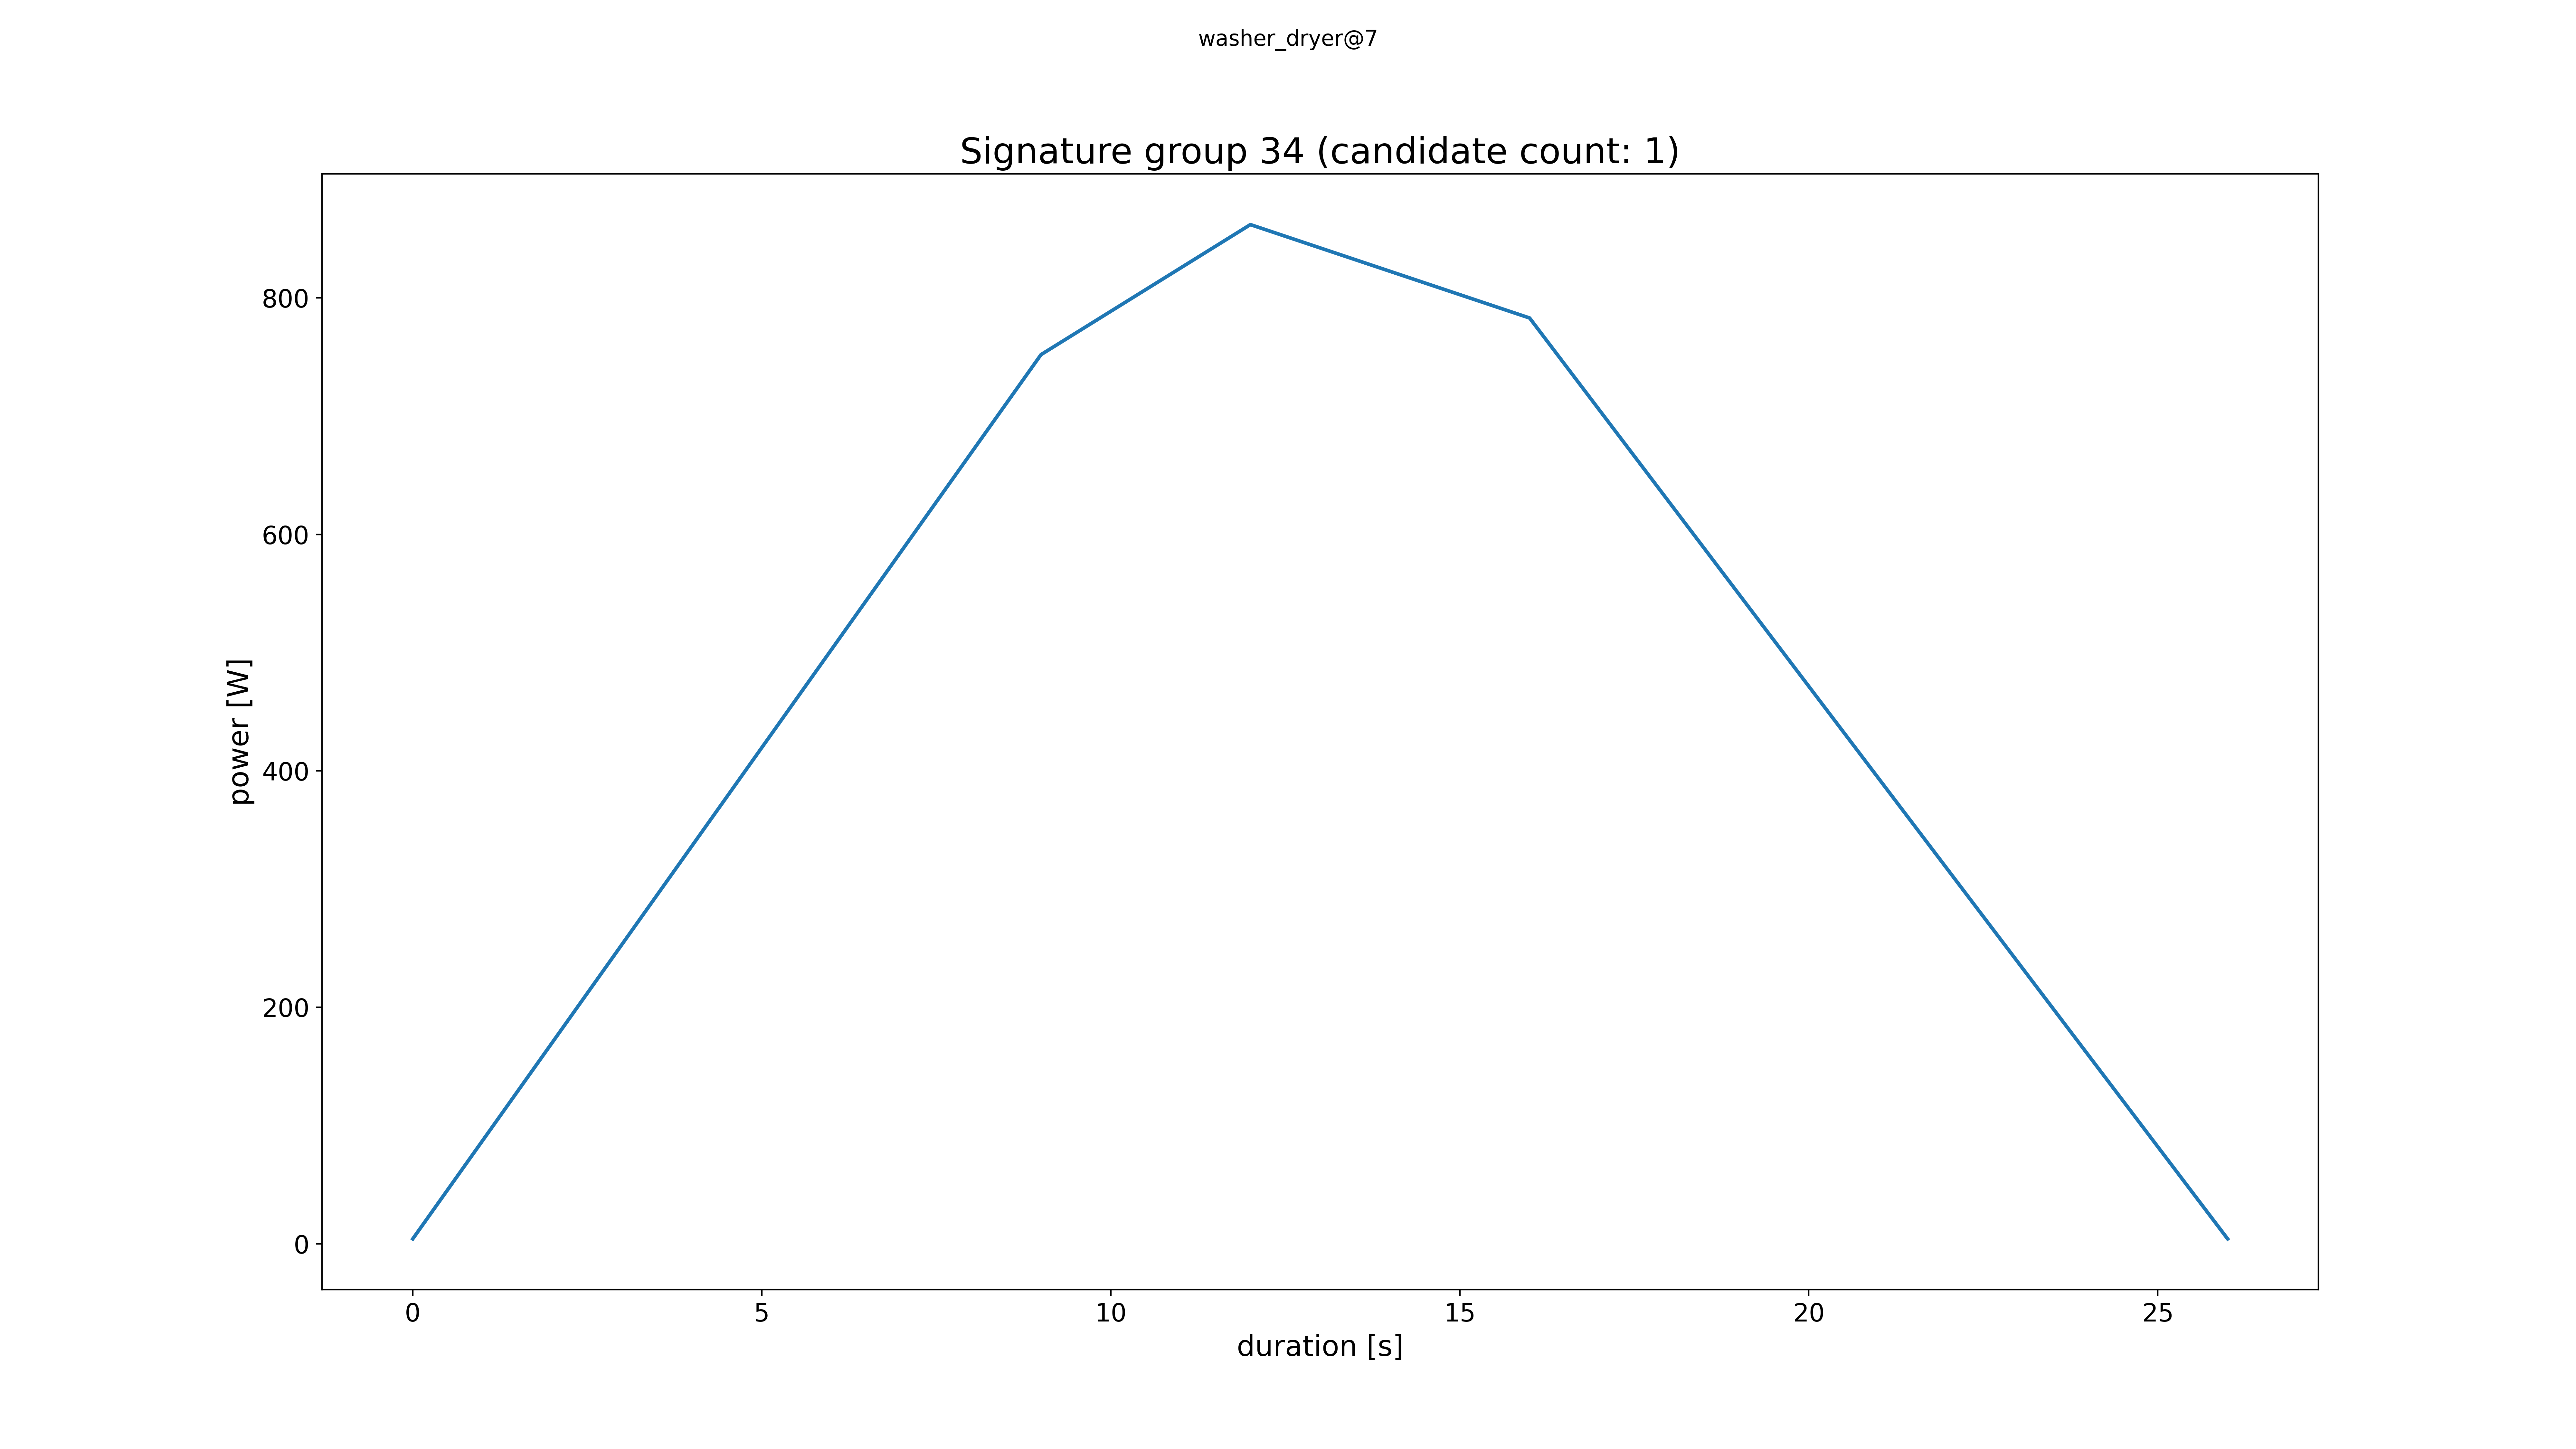 washer_dryer@7
Signature group 34 (candidate count: 1)
800
600
400
200
0
power [W]
0 5 10 15 20 25
duration [s]